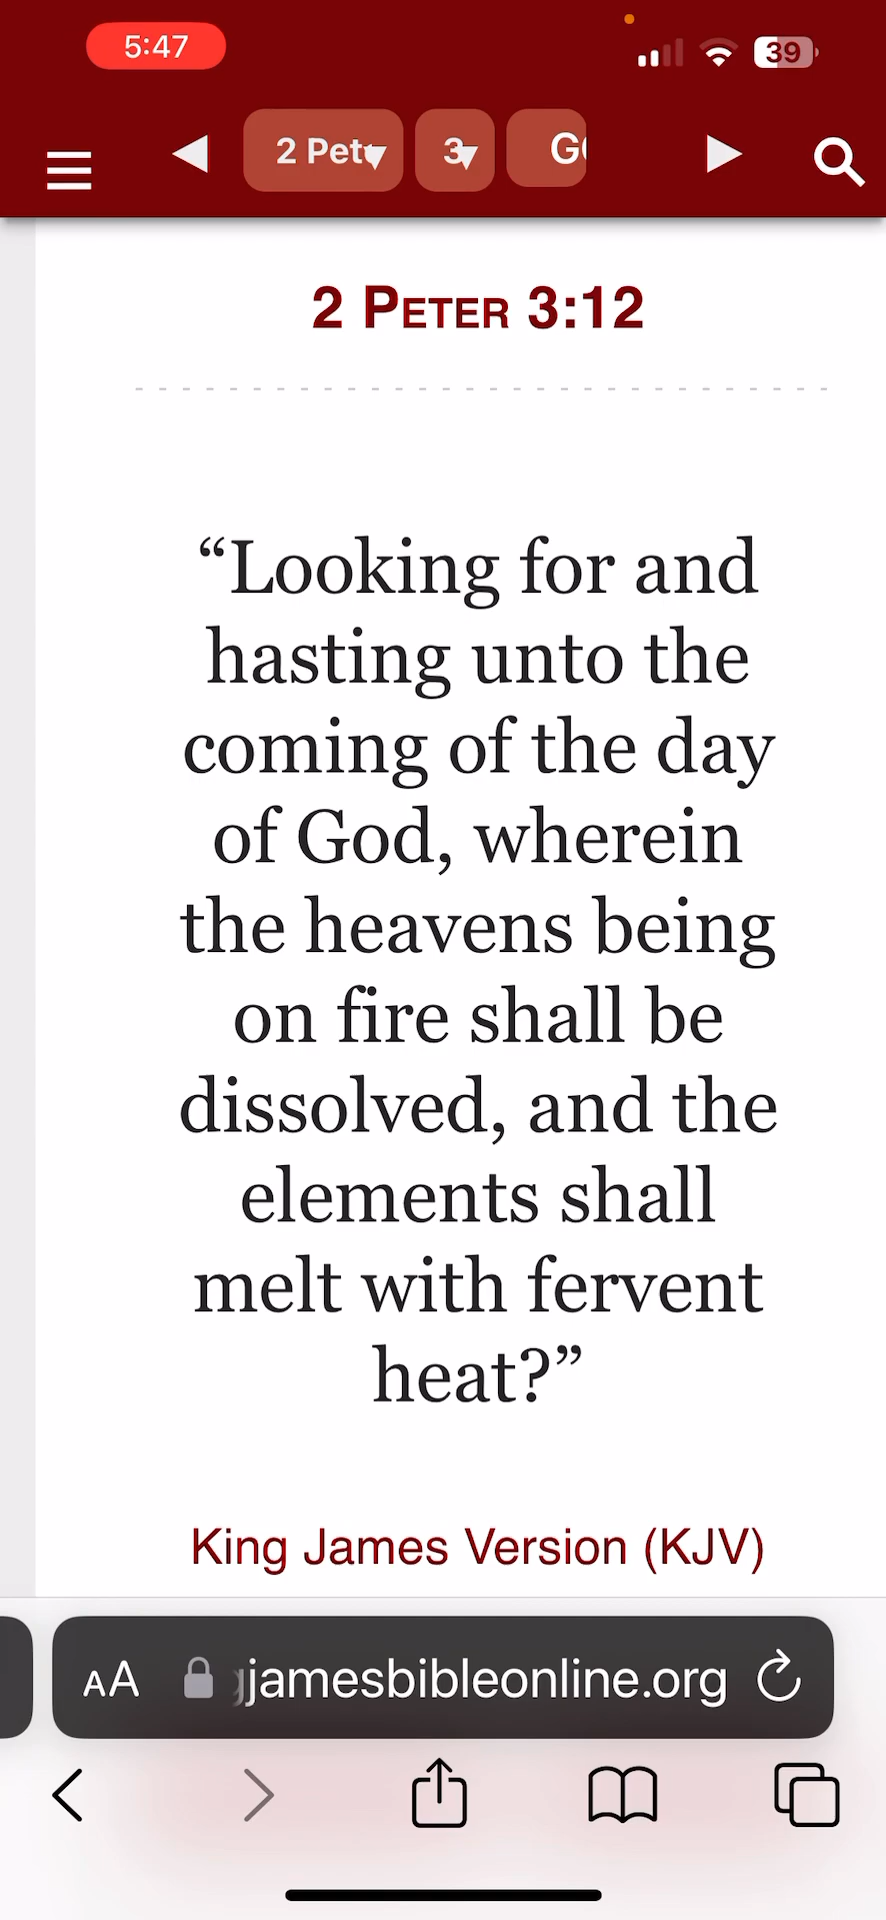 5:47
39
2 Pet
3
G
2 PETER 3:12
“Looking for and
hasting unto the
coming of the day
of God, wherein
the heavens being
on fire shall be
dissolved, and the
elements shall
melt with fervent
heat?”
King James Version (KJV)
AA jamesbibleonline.org